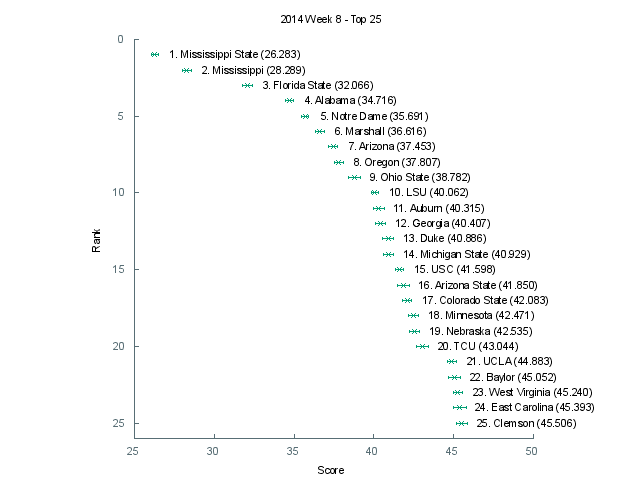 2014 Week 8 - Top 25
0
1. Mississippi State (26.283)
2. Mississippi (28.289)
3. Florida State (32.066)
4. Alabama (34.716)
5
5. Notre Dame (35.691)
6. Marshall (36.616)
7. Arizona (37.453)
8. Oregon (37.807)
9. Ohio State (38.782)
10
10. LSU (40.062)
11. Auburn (40.315)
12. Georgia (40.407)
Rank
13. Duke (40.886)
14. Michigan State (40.929)
15
15. USC (41.598)
16. Arizona State (41.850)
17. Colorado State (42.083)
18. Minnesota (42.471)
19. Nebraska (42.535)
20
20. TCU (43.044)
21. UCLA (44.883)
22. Baylor (45.052)
23. West Virginia (45.240)
24. East Carolina (45.393)
25
25. Clemson (45.506)
25 30 35 40 45 50
Score